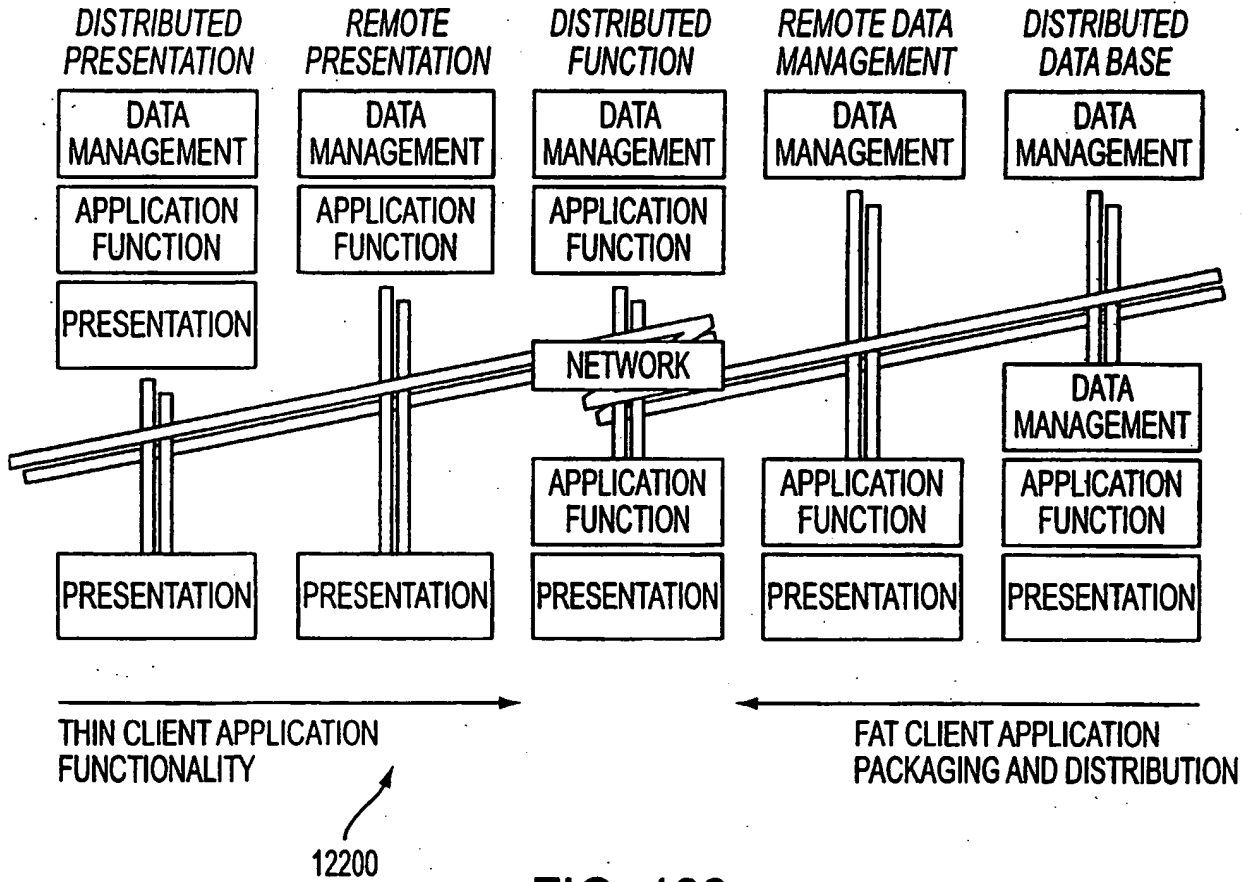 DISTRIBUTED
PRESENTATION
REMOTE
PRESENTATION
DISTRIBUTED
FUNCTION
REMOTE DATA
MANAGEMENT
DISTRIBUTED
DATA BASE
DATA
MANAGEMENT
DATA
MANAGEMENT
DATA
MANAGEMENT
DATA
MANAGEMENT
DATA
MANAGEMENT
APPLICATION
FUNCTION
APPLICATION
FUNCTION
APPLICATION
FUNCTION
PRESENTATION
NETWORK
DATA
MANAGEMENT
APPLICATION
FUNCTION
APPLICATION
FUNCTION
APPLICATION
FUNCTION
PRESENTATION
PRESENTATION
PRESENTATION
PRESENTATION
PRESENTATION
THIN CLIENT APPLICATION
FUNCTIONALITY
FAT CLIENT APPLICATION
PACKAGING AND DISTRIBUTION
12200